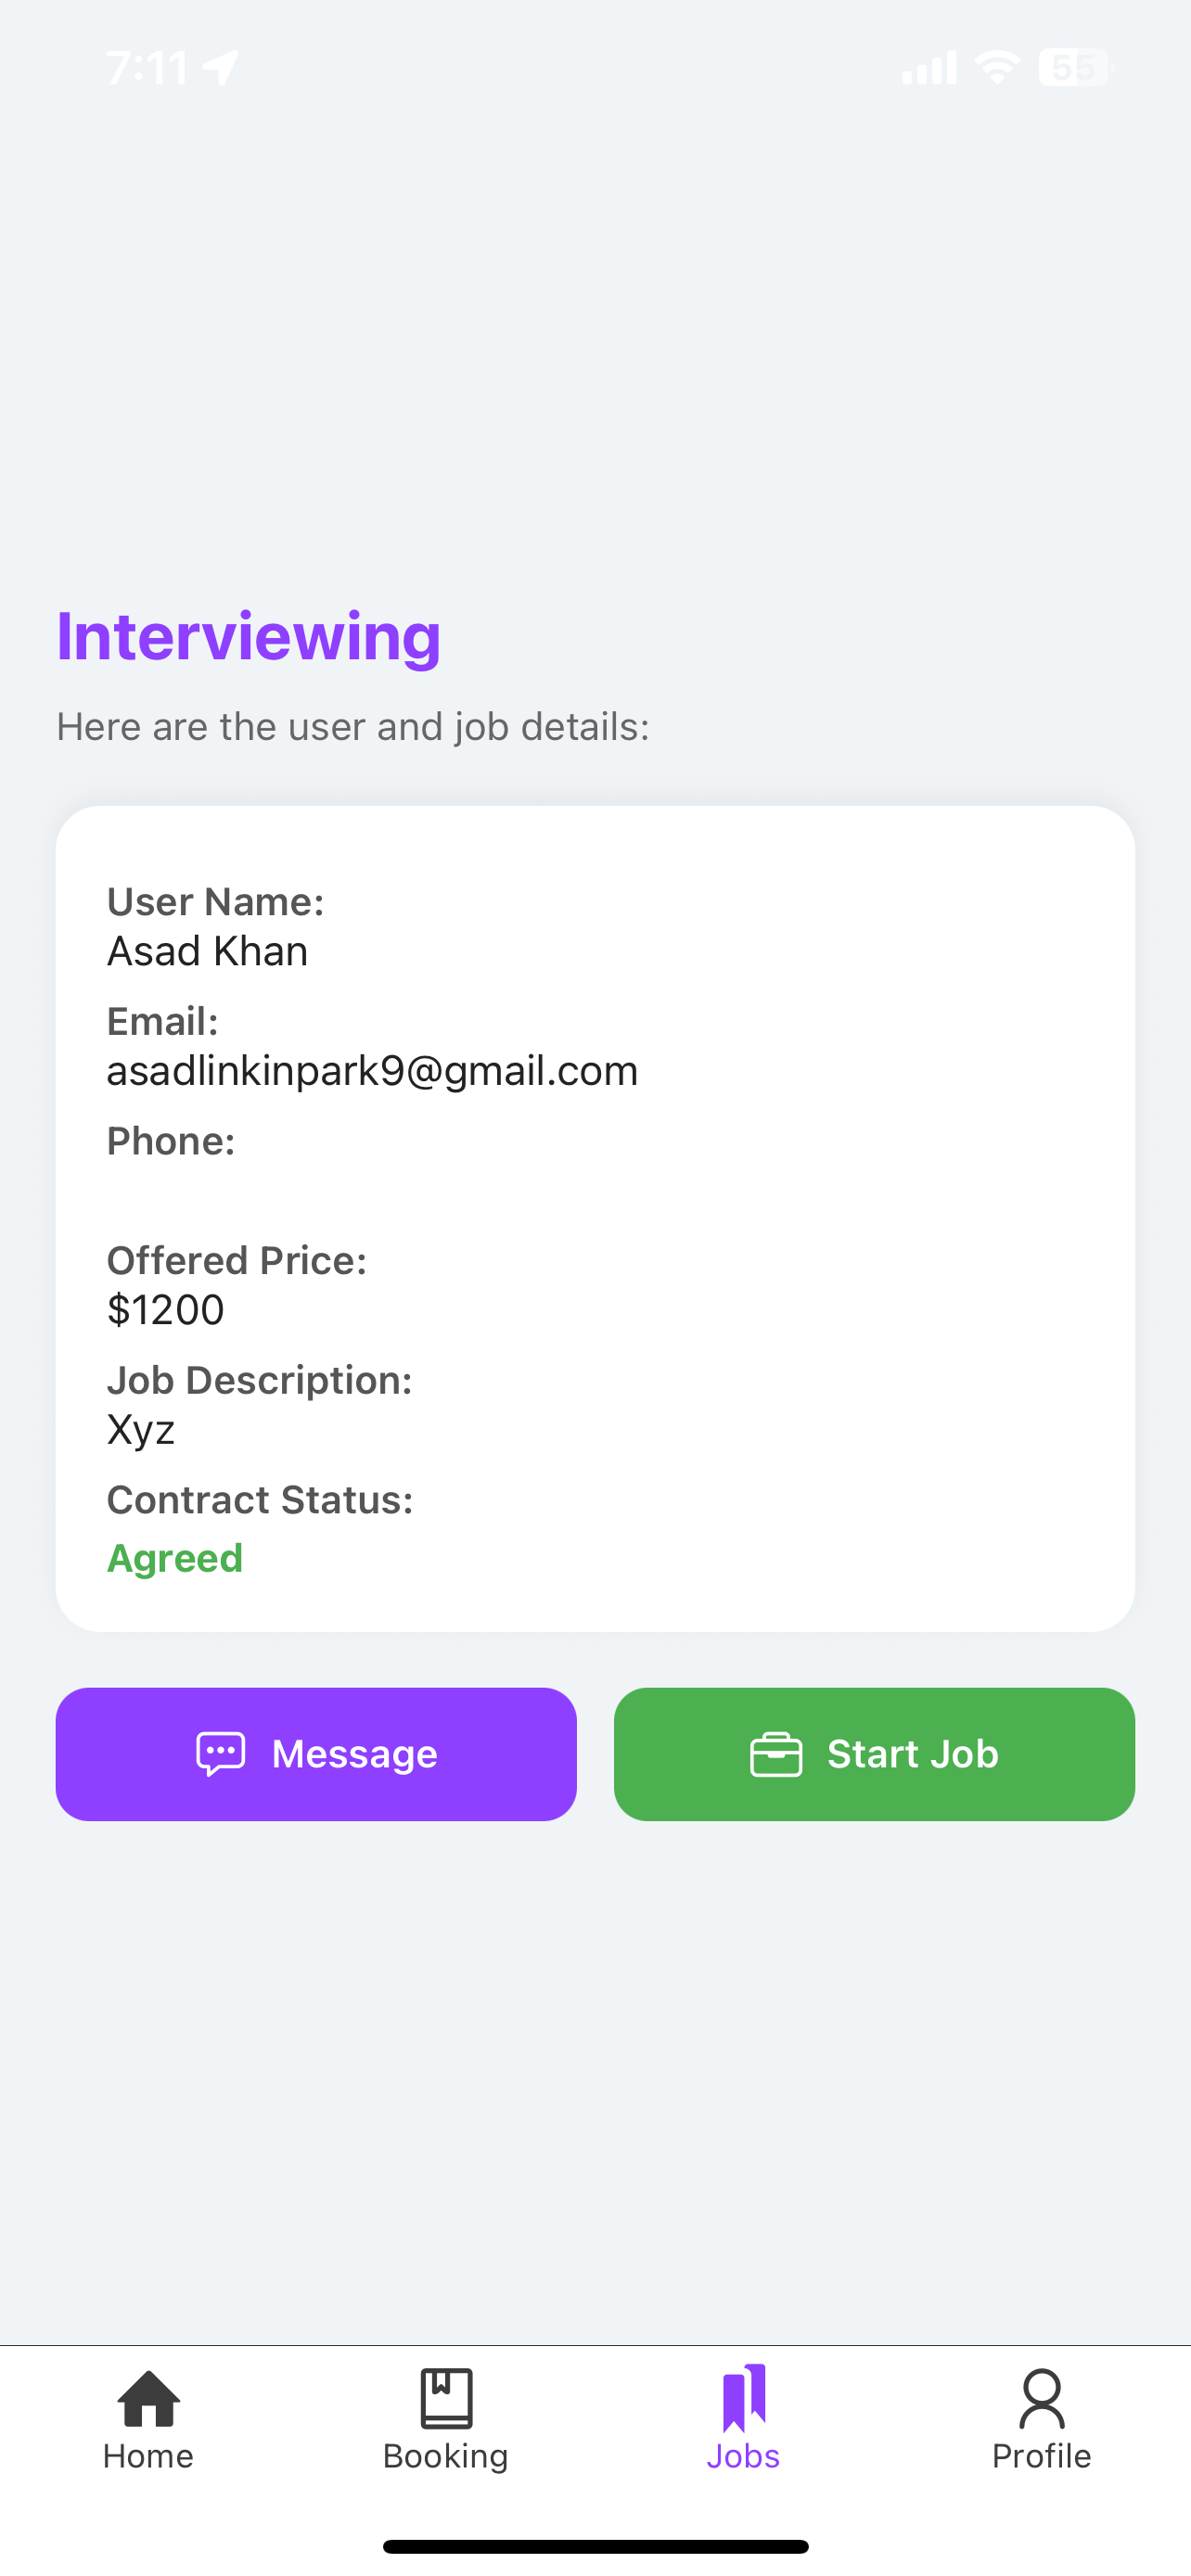 7:11
55
Interviewing
Here are the user and job details:
User Name:
Asad Khan
Email:
asadlinkinpark9@gmail.com
Phone:
Offered Price:
$1200
Job Description:
Xyz
Contract Status:
Agreed
Message
Start Job
Home
Booking
Jobs
Profile